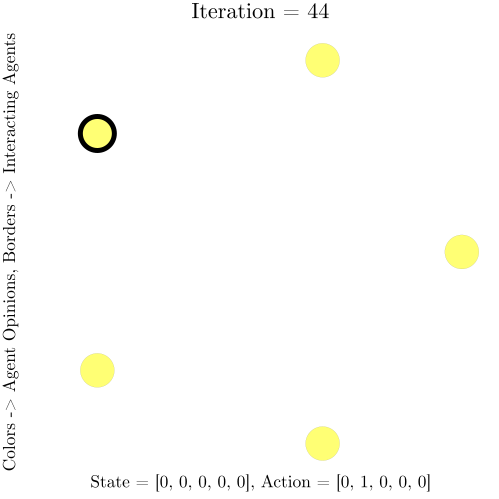 Iteration = 44
Colors -> Agent Opinions, Borders -> Interacting Agents
State = [0, 0, 0, 0, 0], Action = [0, 1, 0, 0, 0]